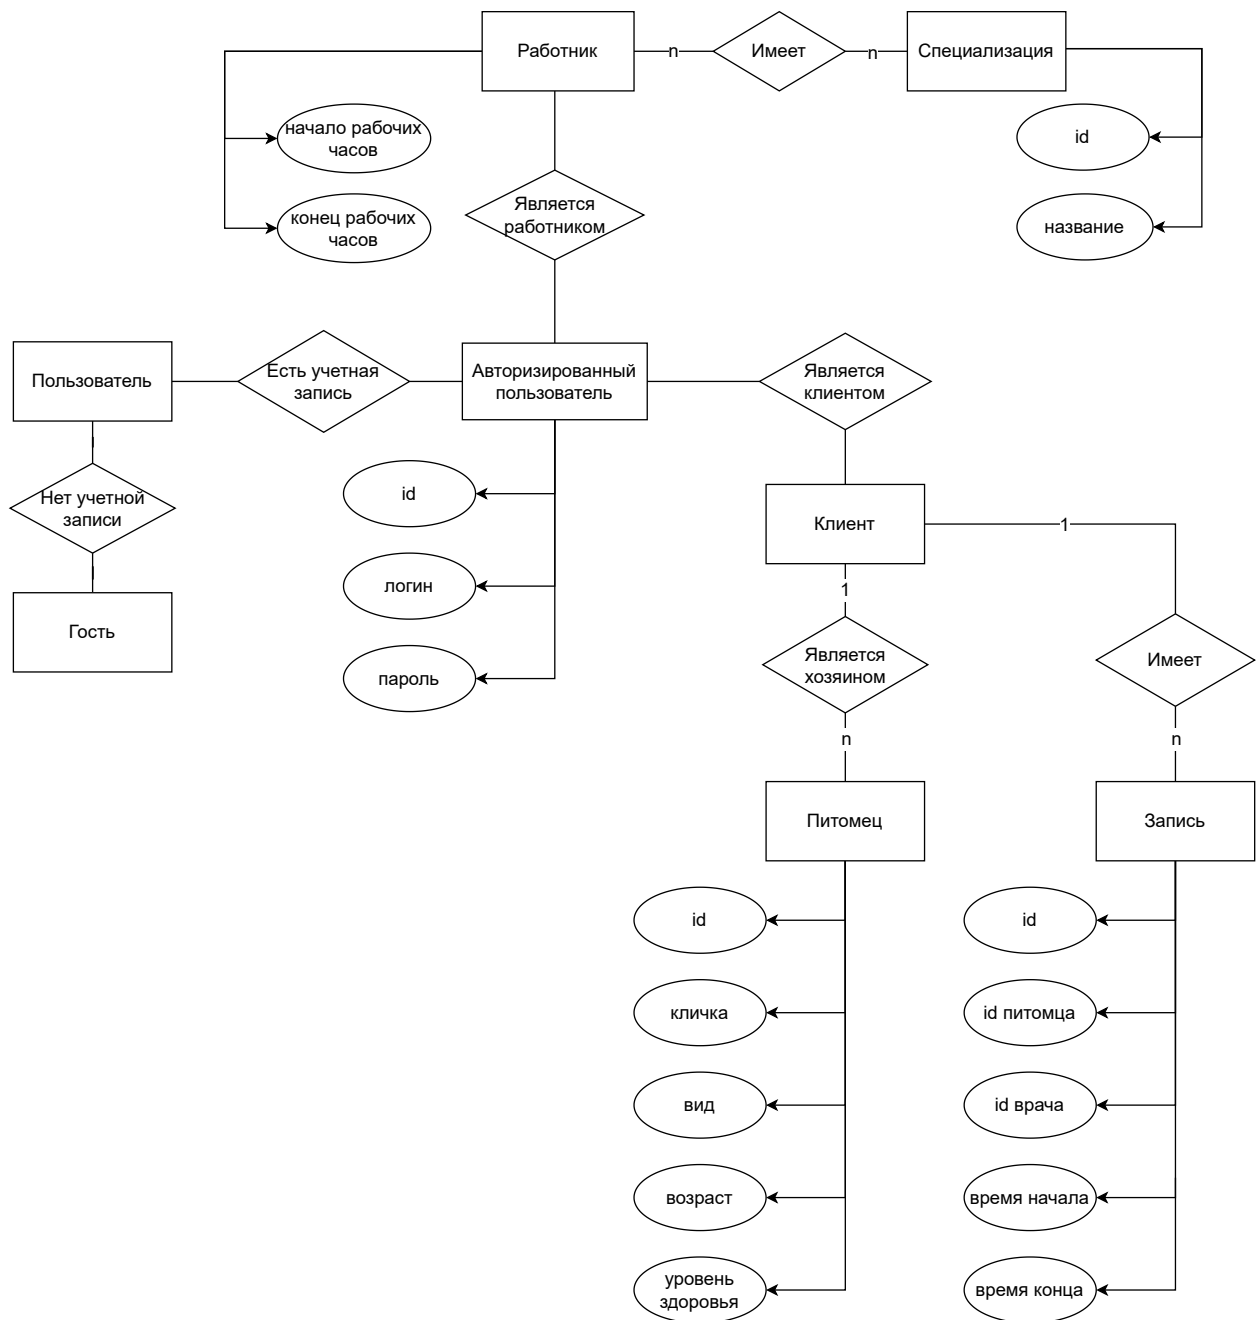 Работник
n
Имеет
n
Специализация
начало рабочих
часов
id
конец рабочих
часов
Является
работником
название
Пользователь
Есть учетная
запись
Авторизированный
пользователь
Является
клиентом
Нет учетной
записи
id
Клиент
1
логин
1
Гость
Является
хозяином
Имеет
пароль
n
n
Питомец
Запись
id
id
кличка
id питомца
вид
id врача
возраст
время начала
уровень
здоровья
время конца